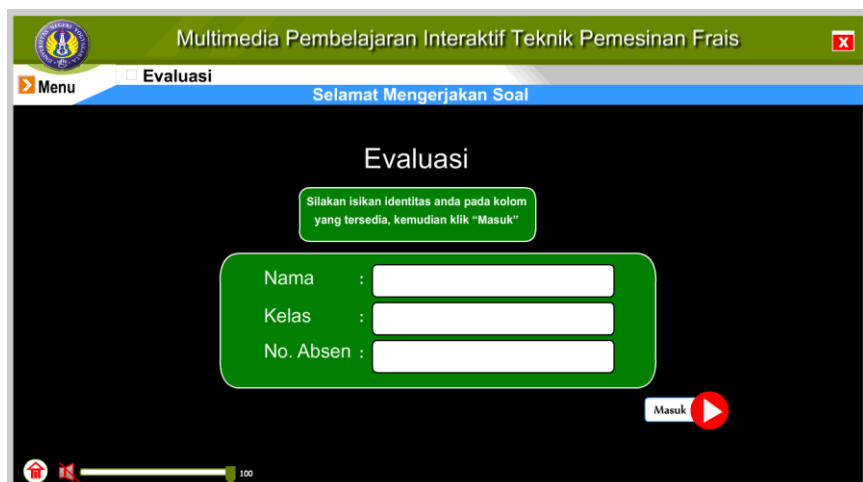 Multimedia Pembelajaran Interaktif Teknik Pemesinan Frais
X
Menu
Evaluasi
Selamat Mengerjakan Soal
Evaluasi
Silakan isikan identitas anda pada kolom
yang tersedia, kemudian klik “Masuk”
Nama :
Kelas :
No. Absen :
Masuk
100